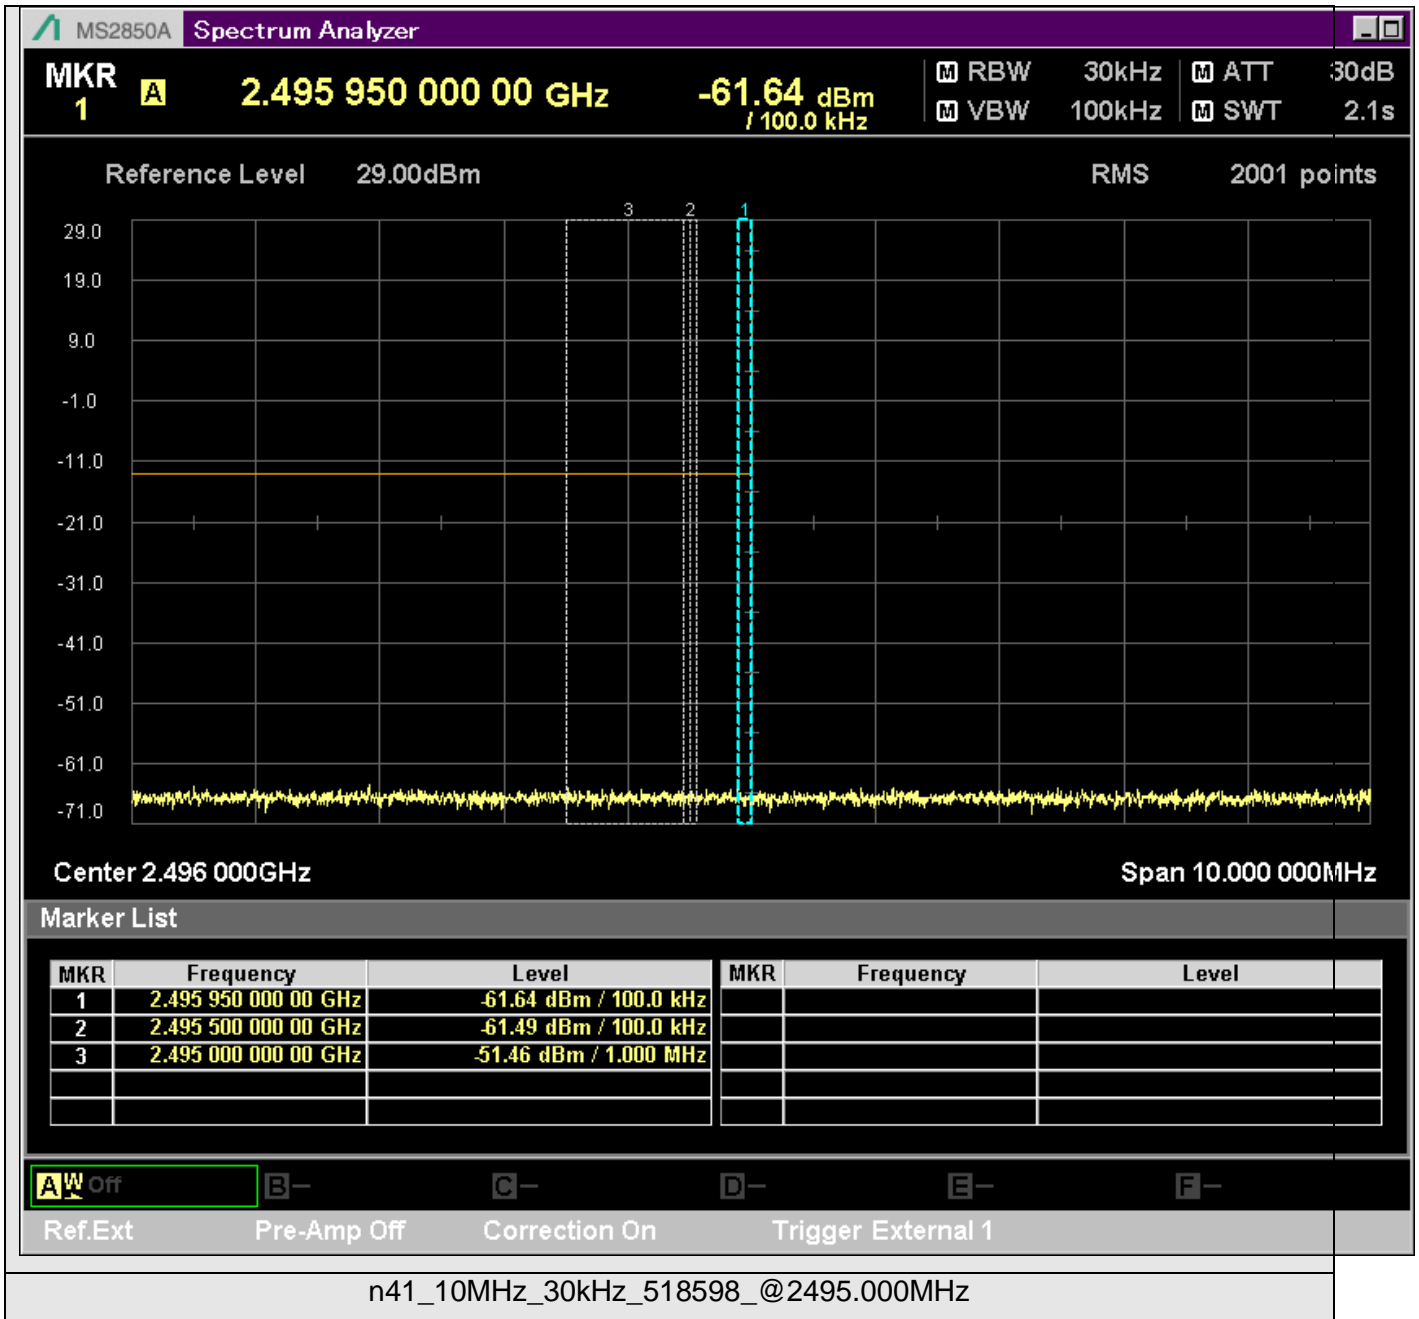 MS2850A Spectrum Analyzer
MKR 1 A 2.495 950 000 00 GHz -61.64 dBm / 100.0 kHz
M RBW 30kHz M ATT 30dB
M VBW 100kHz M SWT 2.1s
Reference Level 29.00dBm RMS 2001 points
3 2 1
29.0
19.0
9.0
-1.0
-11.0
-21.0
-31.0
-41.0
-51.0
-61.0
-71.0
Center 2.496 000GHz Span 10.000 000MHz
Marker List
MKR Frequency Level MKR Frequency Level
1 2.495 950 000 00 GHz -61.64 dBm / 100.0 kHz
2 2.495 500 000 00 GHz -61.49 dBm / 100.0 kHz
3 2.495 000 000 00 GHz -51.46 dBm / 1.000 MHz
A W Off B - C - D - E - F -
Ref.Ext Pre-Amp Off Correction On Trigger External 1
n41_10MHz_30kHz_518598_@2495.000MHz